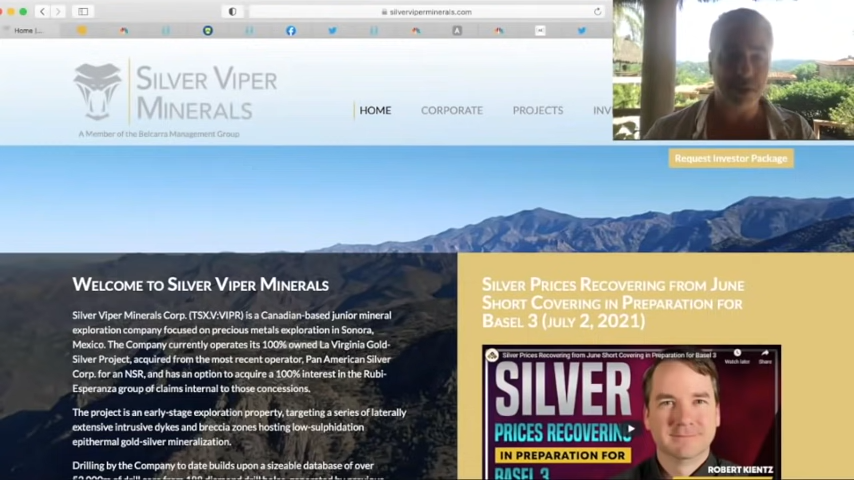 silverviperminerals.com
Home |...
SILVER VIPER
MINERALS
A Member of the Belcarra Management Group
HOME
CORPORATE
PROJECTS
INV
Request Investor Package
WELCOME TO SILVER VIPER MINERALS
Silver Viper Minerals Corp. (TSX.V:VIPR) is a Canadian-based junior mineral
exploration company focused on precious metals exploration in Sonora,
Mexico. The Company currently operates its 100% owned La Virginia Gold-
Silver Project, acquired from the most recent operator, Pan American Silver
Corp. for an NSR, and has an option to acquire a 100% interest in the Rubi-
Esperanza group of claims internal to those concessions.
The project is an early-stage exploration property, targeting a series of laterally
extensive intrusive dykes and breccia zones hosting low-sulphidation
epithermal gold-silver mineralization.
Drilling by the Company to date builds upon a sizeable database of over
SILVER PRICES RECOVERING FROM JUNE
SHORT COVERING IN PREPARATION FOR
BASEL 3 (JULY 2, 2021)
Silver Prices Recovering from June Short Covering in Preparation for Basel 3
Watch later
Share
SILVER
PRICES RECOVERING
IN PREPARATION FOR
BASEL 3
ROBERT KIENTZ